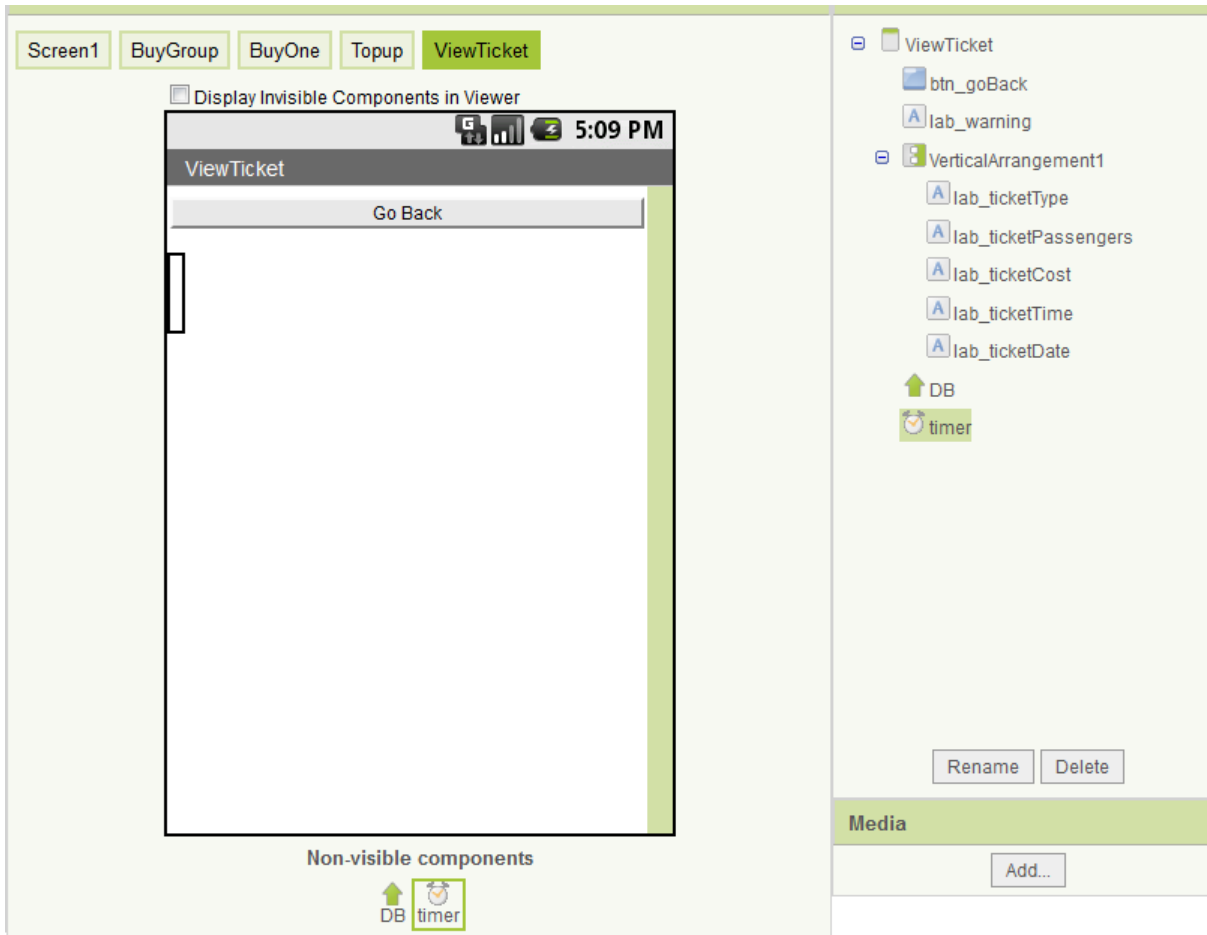 Screen1 BuyGroup BuyOne Topup ViewTicket
Display Invisible Components in Viewer
G 5:09 PM
ViewTicket
Go Back
Non-visible components
DB timer
ViewTicket
btn_goBack
A lab_warning
VerticalArrangement1
A lab_ticketType
A lab_ticketPassengers
A lab_ticketCost
A lab_ticketTime
A lab_ticketDate
DB
timer
Rename Delete
Media
Add...